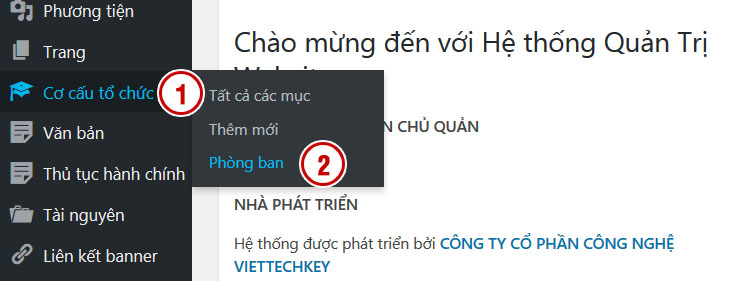 Phương tiện
Trang
Cơ cấu tổ chức
1
Văn bản
Thủ tục hành chính
Tài nguyên
Liên kết banner
Tất cả các mục
Thêm mới
Phòng ban
2
Chào mừng đến với Hệ thống Quản Trị
N CHỦ QUẢN
NHÀ PHÁT TRIỂN
Hệ thống được phát triển bởi CÔNG TY CỔ PHẦN CÔNG NGHỆ
VIETTECHKEY